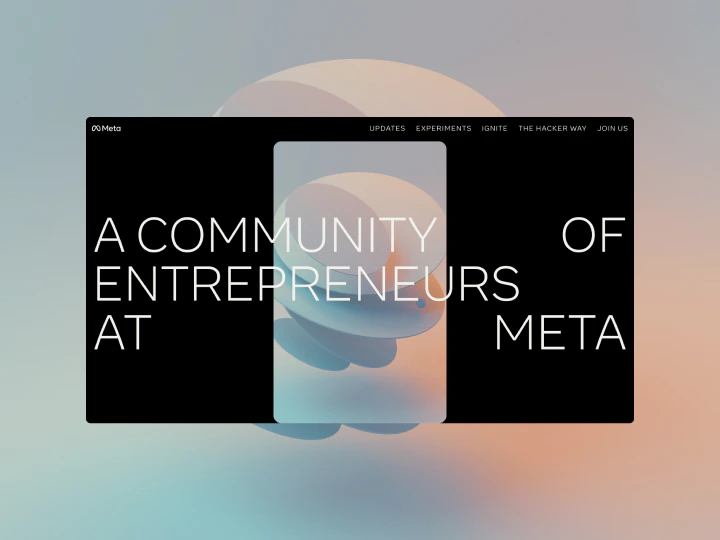 Meta
UPDATES EXPERIMENTS IGNITE THE HACKER WAY JOIN US
A COMMUNITY OF
ENTREPRENEURS
AT META